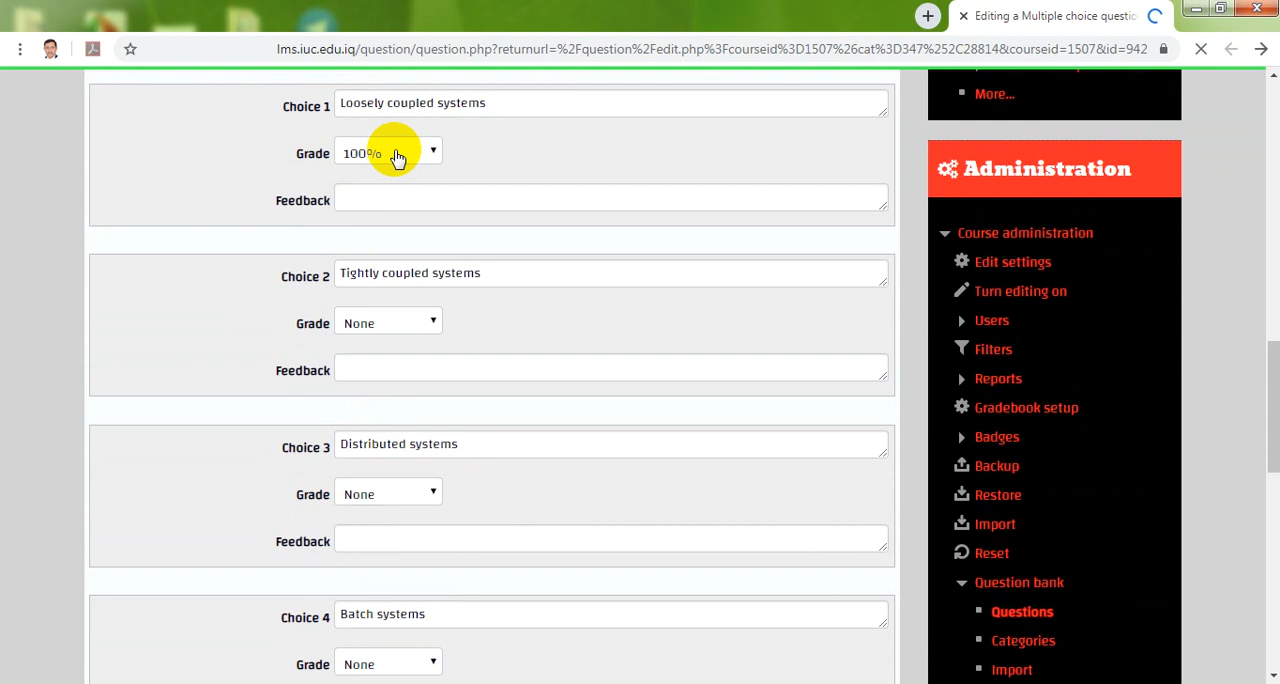 Editing a Multiple choice questio
lms.iuc.edu.iq/question/question.php?returnurl=%2Fquestion%2Fedit.php%3Fcourseid%3D1507%26cat%3D347%252C28814&courseid=1507&id=942
Choice 1 Loosely coupled systems
Grade 100%
Feedback
Choice 2 Tightly coupled systems
Grade None
Feedback
Choice 3 Distributed systems
Grade None
Feedback
Choice 4 Batch systems
Grade None
More...
Administration
Course administration
Edit settings
Turn editing on
Users
Filters
Reports
Gradebook setup
Badges
Backup
Restore
Import
Reset
Question bank
Questions
Categories
Import